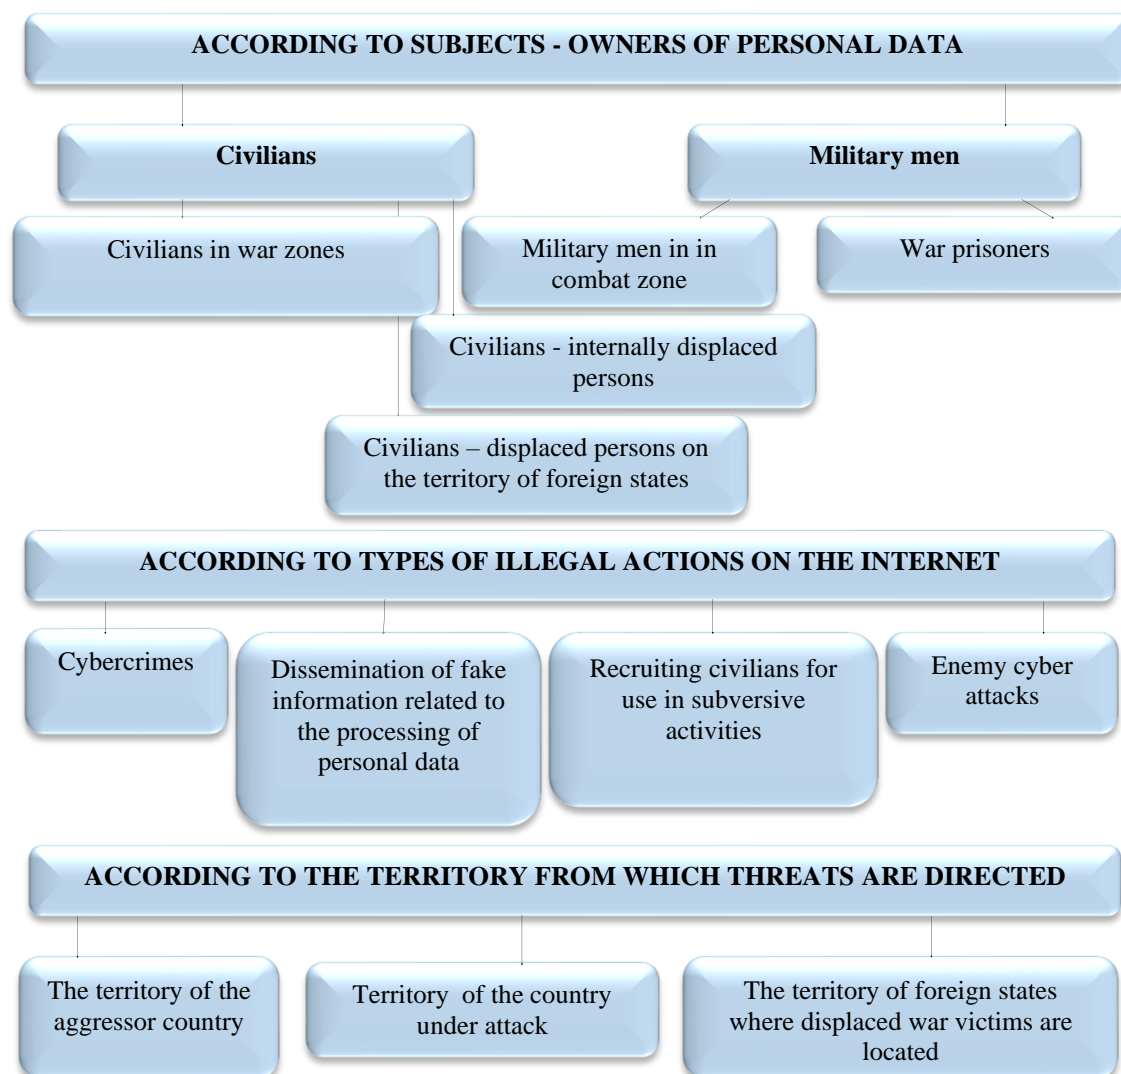 ACCORDING TO SUBJECTS - OWNERS OF PERSONAL DATA
Civilians
Military men
Civilians in war zones
Military men in in
combat zone
War prisoners
Civilians - internally displaced
persons
Civilians – displaced persons on
the territory of foreign states
ACCORDING TO TYPES OF ILLEGAL ACTIONS ON THE INTERNET
Cybercrimes
Dissemination of fake
information related to
the processing of
personal data
Recruiting civilians for
use in subversive
activities
Enemy cyber
attacks
ACCORDING TO THE TERRITORY FROM WHICH THREATS ARE DIRECTED
The territory of the
aggressor country
Territory of the country
under attack
The territory of foreign states
where displaced war victims are
located